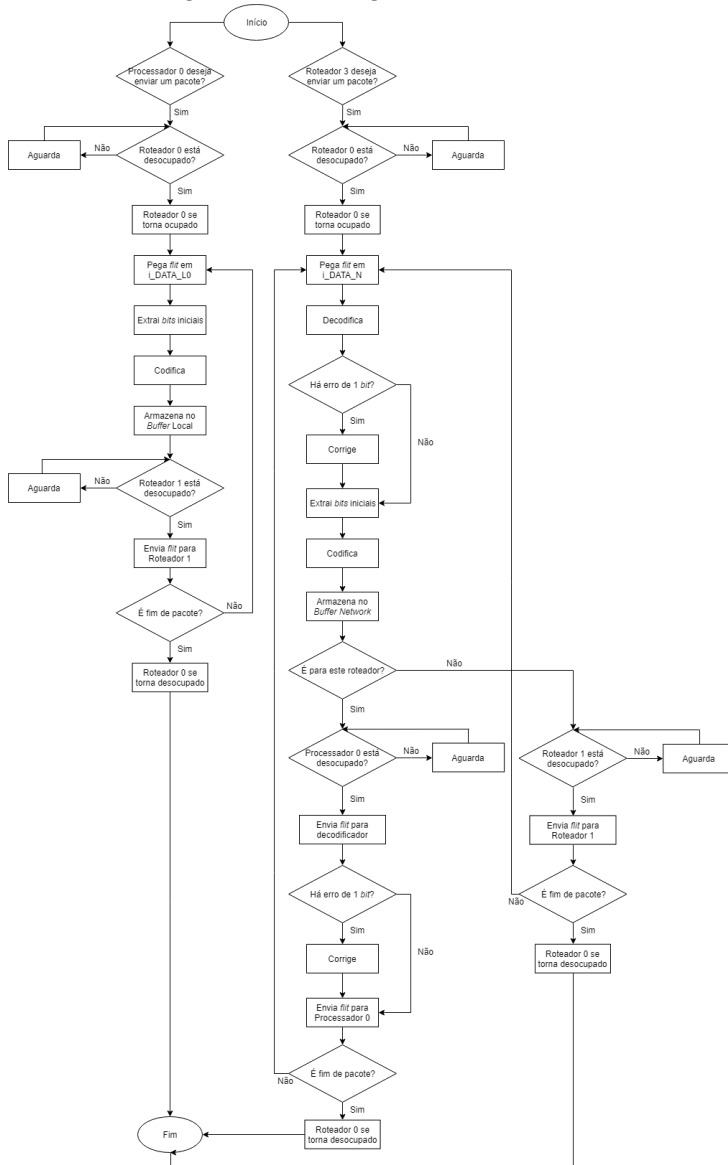 Início
Processador 0 deseja
enviar um pacote?
Sim
Roteador 0 está
desocupado?
Não
Aguarda
Sim
Roteador 0 se
torna ocupado
Pega flit em
i_DATA_L0
Extrai bits iniciais
Codifica
Armazena no
Buffer Local
Roteador 1 está
desocupado?
Não
Aguarda
Sim
Envia flit para
Roteador 1
É fim de pacote?
Não
Sim
Roteador 0 se
torna desocupado
Roteador 3 deseja
enviar um pacote?
Sim
Roteador 0 está
desocupado?
Não
Aguarda
Sim
Roteador 0 se
torna ocupado
Pega flit em
i_DATA_N
Decodifica
Há erro de 1 bit?
Sim
Não
Corrige
Extrai bits iniciais
Codifica
Armazena no
Buffer Network
É para este roteador?
Não
Sim
Processador 0 está
desocupado?
Não
Aguarda
Sim
Envia flit para
decodificador
Há erro de 1 bit?
Sim
Não
Corrige
Envia flit para
Processador 0
É fim de pacote?
Não
Sim
Roteador 0 se
torna desocupado
Roteador 1 está
desocupado?
Não
Aguarda
Sim
Envia flit para
Roteador 1
É fim de pacote?
Não
Sim
Roteador 0 se
torna desocupado
Fim